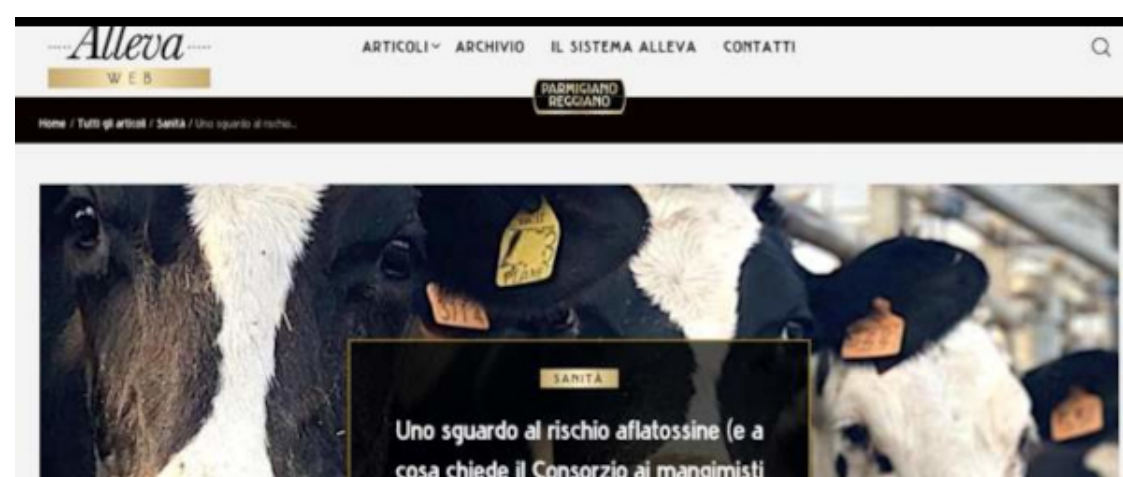 Alleva
WEB
ARTICOLI ARCHIVIO IL SISTEMA ALLEVA CONTATTI
PARMIGIANO
REGGIANO
Home / Tutti gli articoli / Sanità / Uno sguardo al rischio...
SANITÀ
Uno sguardo al rischio aflatossine (e a
cosa chiede il Consorzio ai mangimisti